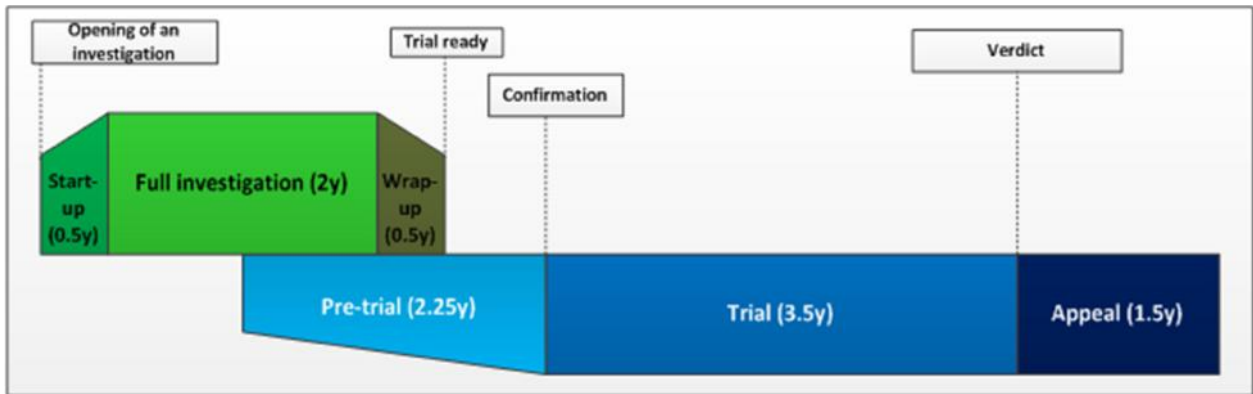 Opening of an
investigation
Trial ready
Verdict
Confirmation
Start-
up
(0.5y)
Full investigation (2y)
Wrap-
up
(0.5y)
Pre-trial (2.25y)
Trial (3.5y)
Appeal (1.5y)